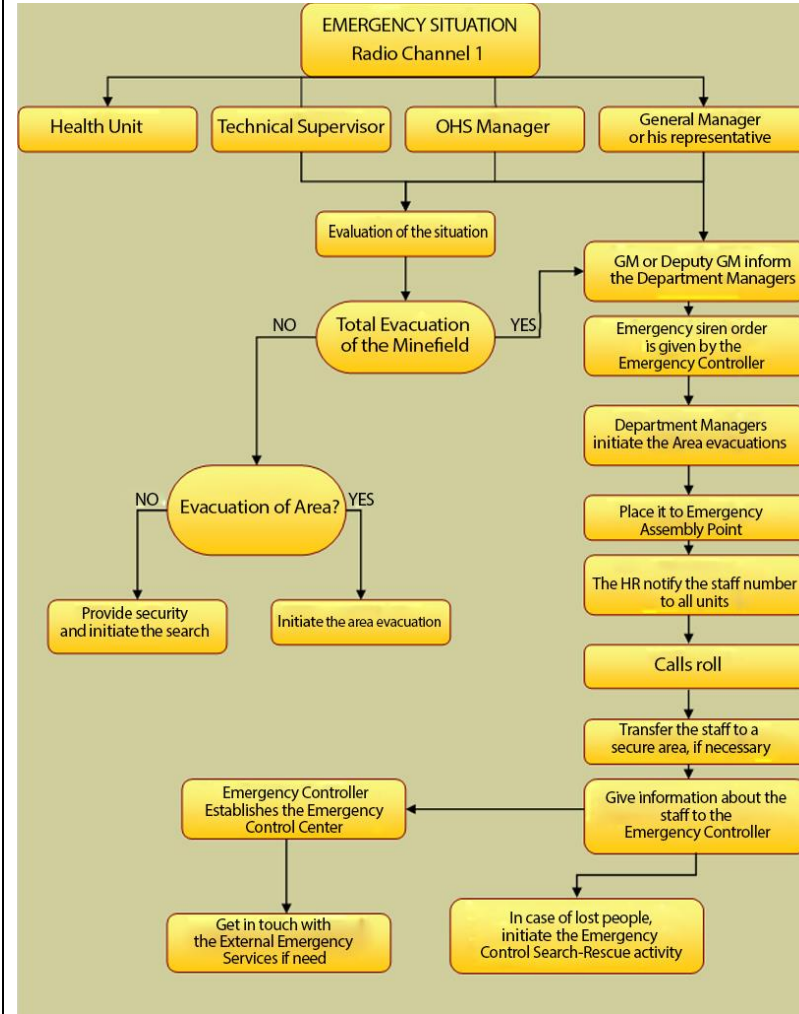 EMERGENCY SITUATION
Radio Channel 1
Health Unit
Technical Supervisor
OHS Manager
General Manager
or his representative
Evaluation of the situation
GM or Deputy GM inform
the Department Managers
NO
Total Evacuation
of the Minefield
YES
Emergency siren order
is given by the
Emergency Controller
Department Managers
initiate the Area evacuations
NO
Evacuation of Area?
YES
Place it to Emergency
Assembly Point
The HR notify the staff number
to all units
Provide security
and initiate the search
Initiate the area evacuation
Calls roll
Transfer the staff to a
secure area, if necessary
Emergency Controller
Establishes the Emergency
Control Center
Give information about the
staff to the
Emergency Controller
Get in touch with
the External Emergency
Services if need
In case of lost people,
initiate the Emergency
Control Search-Rescue activity